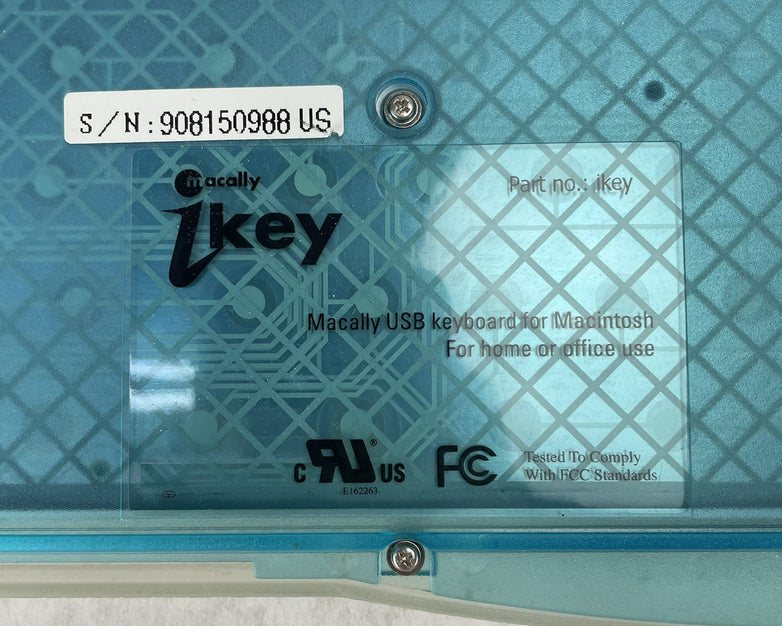 S/N:908150988 US
macally
ikey
Part no.: ikey
Macally USB keyboard for Macintosh
For home or office use
C RU ® US
E162263
FC
Tested To Comply
With FCC Standards